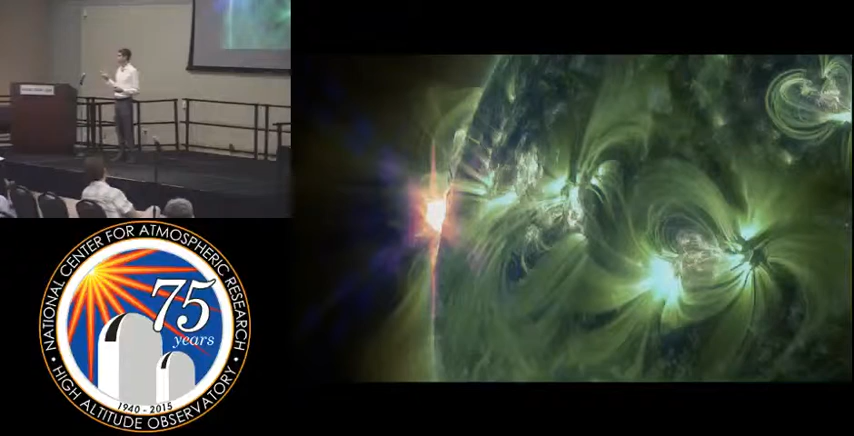 NATIONAL CENTER FOR ATMOSPHERIC RESEARCH
75
years
1940 - 2015
HIGH ALTITUDE OBSERVATORY